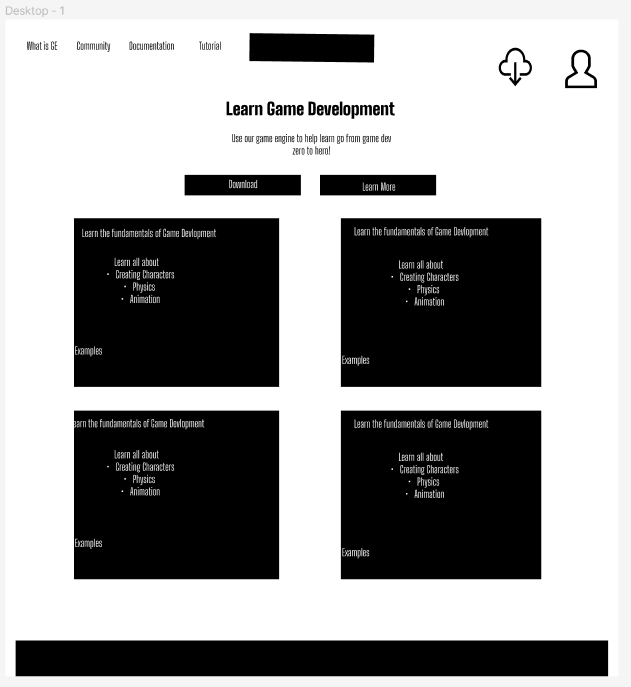 Desktop - 1
What is GE Community Documentation Tutorial
Learn Game Development
Use our game engine to help learn go from game dev
zero to hero!
Download Learn More
Learn the fundamentals of Game Devlopment
Learn all about
• Creating Characters
• Physics
• Animation
Examples
Learn the fundamentals of Game Devlopment
Learn all about
• Creating Characters
• Physics
• Animation
Examples
earn the fundamentals of Game Devlopment
Learn all about
• Creating Characters
• Physics
• Animation
Examples
Learn the fundamentals of Game Devlopment
Learn all about
• Creating Characters
• Physics
• Animation
Examples